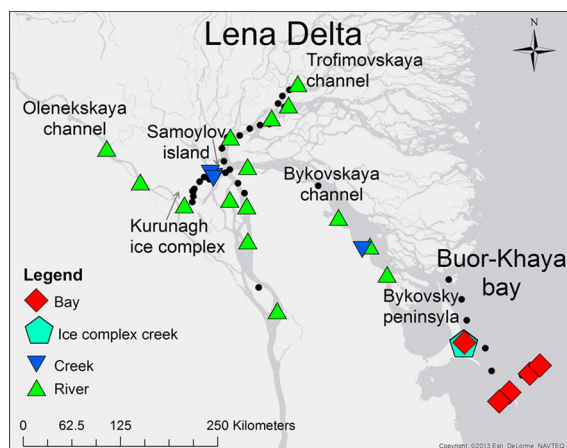 Lena Delta
N
Trofimovskaya
channel
Olenekskaya
channel
Samoylov
island
Bykovskaya
channel
Kurunagh
ice complex
Buor-Khaya
bay
Bykovsky
peninsyla
Legend
Bay
Ice complex creek
Creek
River
0 62.5 125 250 Kilometers
Copyright: ©2013 Esri, DeLorme, NAVTEQ